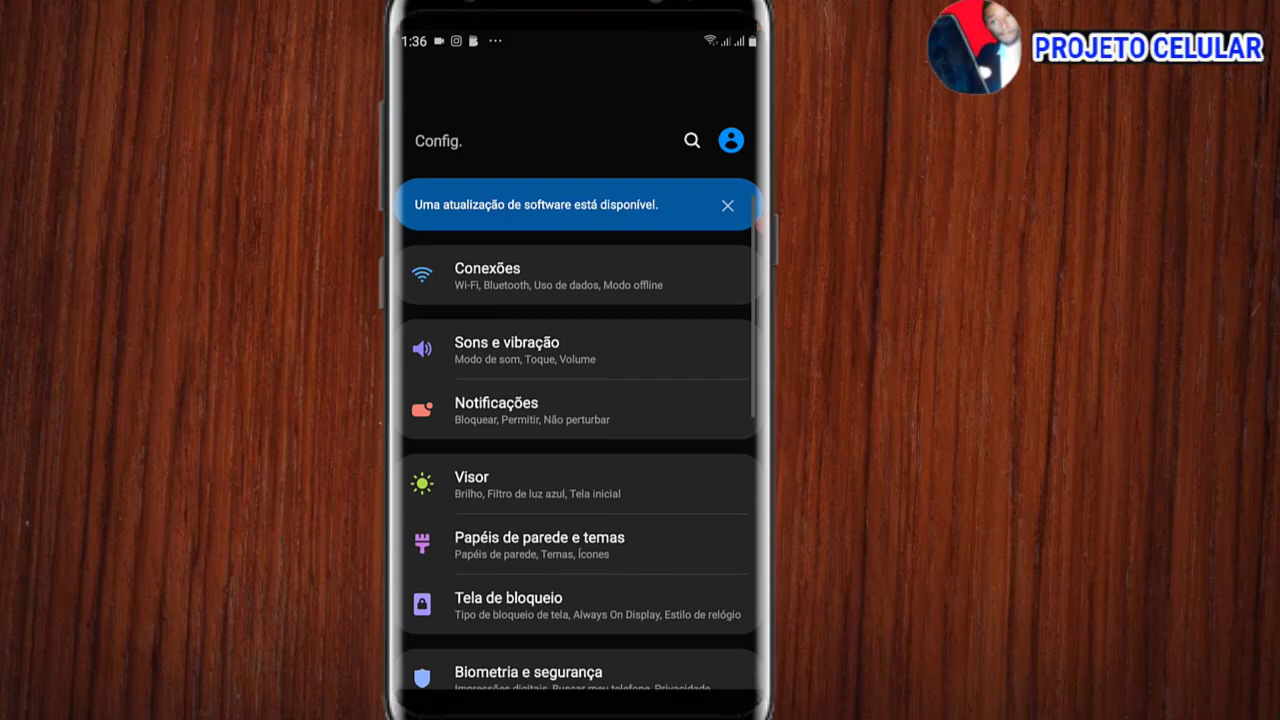 PROJETO CELULAR
1:36
Config.
Uma atualização de software está disponível.
Conexões
Wi-Fi, Bluetooth, Uso de dados, Modo offline
Sons e vibração
Modo de som, Toque, Volume
Notificações
Bloquear, Permitir, Não perturbar
Visor
Brilho, Filtro de luz azul, Tela inicial
Papéis de parede e temas
Papéis de parede, Temas, Ícones
Tela de bloqueio
Tipo de bloqueio de tela, Always On Display, Estilo de relógio
Biometria e segurança
Impressões digitais, Buscar meu telefone, Privacidade